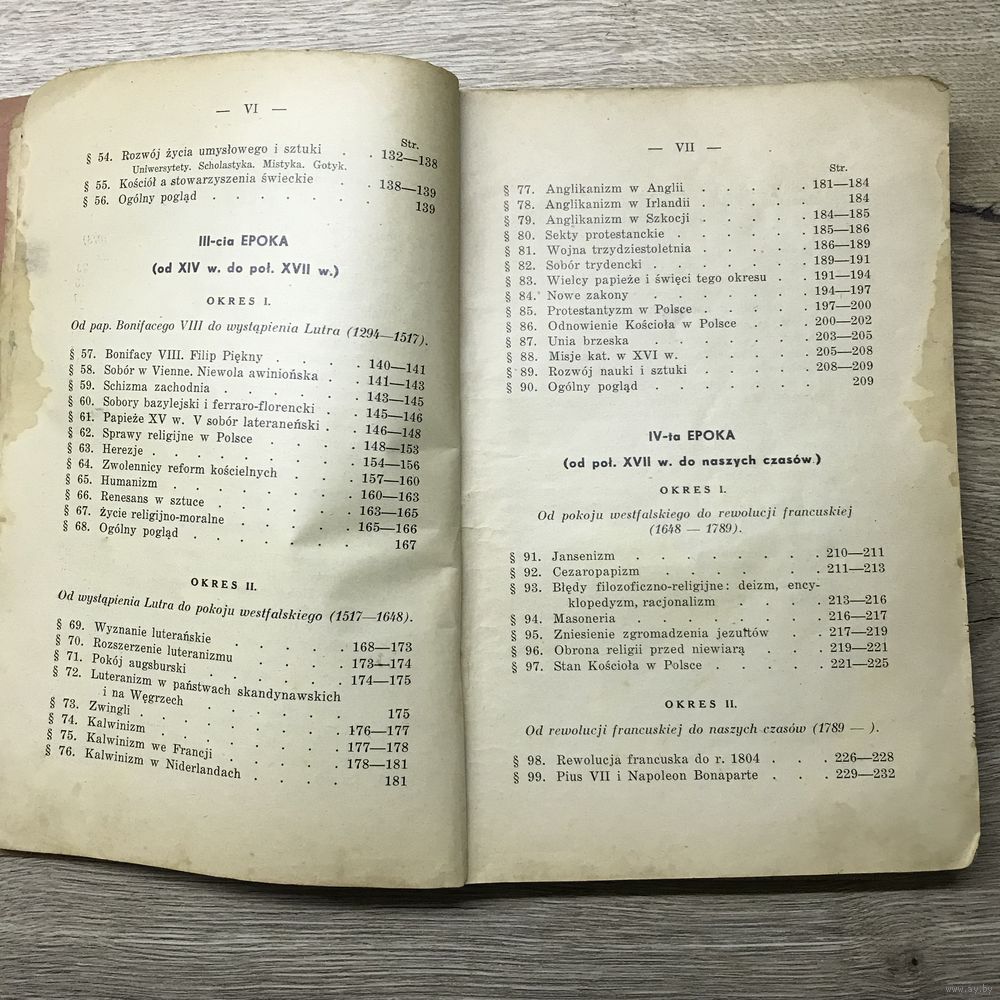 — VI —
Str.
§ 54. Rozwój życia umysłowego i sztuki . . 132—138
Uniwersytety. Scholastyka. Mistyka. Gotyk.
§ 55. Kościół a stowarzyszenia świeckie . . 138—139
§ 56. Ogólny pogląd . . . . . . . 139
III-cia EPOKA
(od XIV w. do poł. XVII w.)
OKRES I.
Od pap. Bonifacego VIII do wystąpienia Lutra (1294—1517).
§ 57. Bonifacy VIII. Filip Piękny . . . . 140—141
§ 58. Sobór w Vienne. Niewola awiniońska . . 141—143
§ 59. Schizma zachodnia . . . . . . 143—145
§ 60. Sobory bazylejski i ferraro-florencki . . 145—146
§ 61. Papieże XV w. V sobór lateraneński . . 146—148
§ 62. Sprawy religijne w Polsce . . . . 148—153
§ 63. Herezje . . . . . . . . 154—156
§ 64. Zwolennicy reform kościelnych . . . 157—160
§ 65. Humanizm . . . . . . . 160—163
§ 66. Renesans w sztuce . . . . . . 163—165
§ 67. Życie religijno-moralne . . . . . 165—166
§ 68. Ogólny pogląd . . . . . . 167
OKRES II.
Od wystąpienia Lutra do pokoju westfalskiego (1517—1648).
§ 69. Wyznanie luterańskie . . . . . 168—173
§ 70. Rozszerzenie luteranizmu . . . . 173—174
§ 71. Pokój augsburski . . . . . . 174—175
§ 72. Luteranizm w państwach skandynawskich
i na Węgrzech . . . . . 175
§ 73. Zwingli . . . . . . . . 176—177
§ 74. Kalwinizm . . . . . . . 177—178
§ 75. Kalwinizm we Francji . . . . . 178—181
§ 76. Kalwinizm w Niderlandach . . . 181
— VII —
Str.
§ 77. Anglikanizm w Anglii . . . . . 181—184
§ 78. Anglikanizm w Irlandii . . . . . 184
§ 79. Anglikanizm w Szkocji . . . . . 184—185
§ 80. Sekty protestanckie . . . . . 185—186
§ 81. Wojna trzydziestoletnia . . . . 186—189
§ 82. Sobór trydencki . . . . . . 189—191
§ 83. Wielcy papieże i święci tego okresu . . 191—194
§ 84. Nowe zakony . . . . . . 194—197
§ 85. Protestantyzm w Polsce . . . . 197—200
§ 86. Odnowienie Kościoła w Polsce . . . 200—202
§ 87. Unia brzeska . . . . . . 203—205
§ 88. Misje kat. w XVI w. . . . . . 205—208
§ 89. Rozwój nauki i sztuki . . . . . 208—209
§ 90. Ogólny pogląd . . . . . . 209
IV-ta EPOKA
(od poł. XVII w. do naszych czasów.)
OKRES I.
Od pokoju westfalskiego do rewolucji francuskiej
(1648 — 1789).
§ 91. Jansenizm . . . . . . . . 210—211
§ 92. Cezaropapizm . . . . . . 211—213
§ 93. Błędy filozoficzno-religijne: deizm, ency-
klopedyzm, racjonalizm . . . . 213—216
§ 94. Masoneria . . . . . . . 216—217
§ 95. Zniesienie zgromadzenia jezuitów . . 217—219
§ 96. Obrona religii przed niewiarą . . . 219—221
§ 97. Stan Kościoła w Polsce . . . . . 221—225
OKRES II.
Od rewolucji francuskiej do naszych czasów (1789 — ).
§ 98. Rewolucja francuska do r. 1804 . . . 226—228
§ 99. Pius VII i Napoleon Bonaparte . . . 229—232
www.ay.by